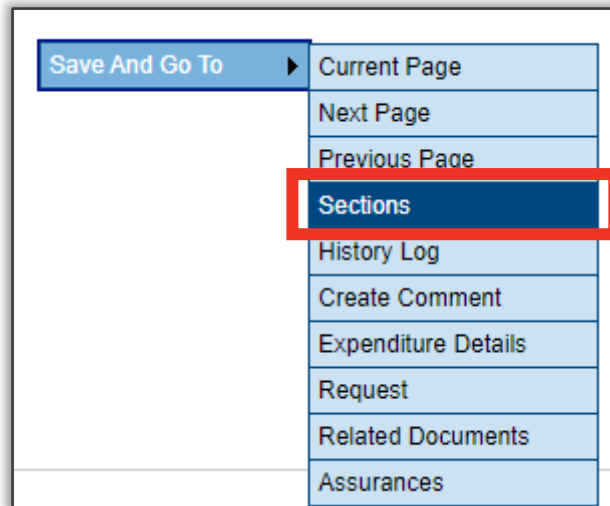 Save And Go To
Current Page
Next Page
Previous Page
Sections
History Log
Create Comment
Expenditure Details
Request
Related Documents
Assurances